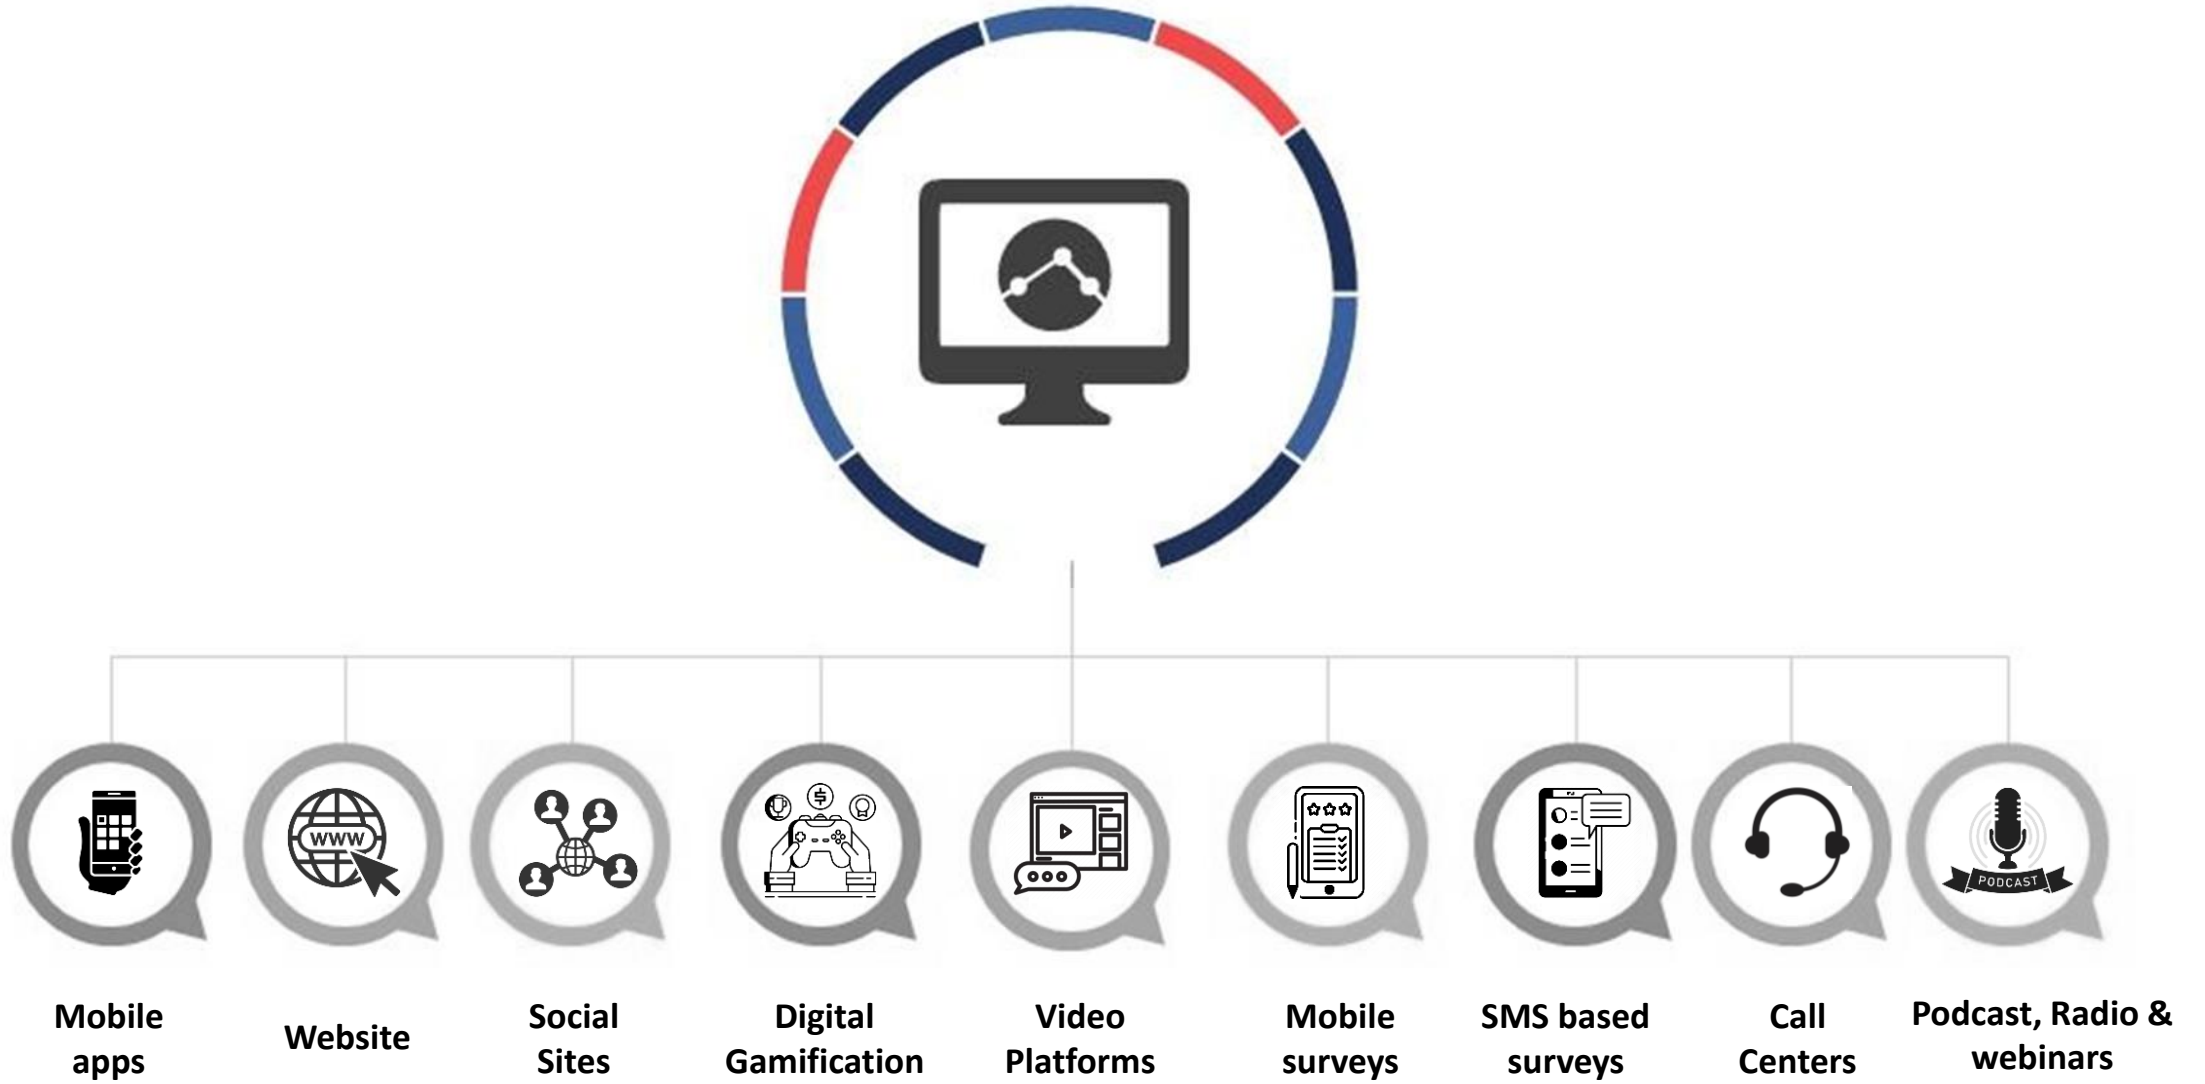 WWW
PODCAST
Mobile
apps
Website
Social
Sites
Digital
Gamification
Video
Platforms
Mobile
surveys
SMS based
surveys
Call
Centers
Podcast, Radio &
webinars